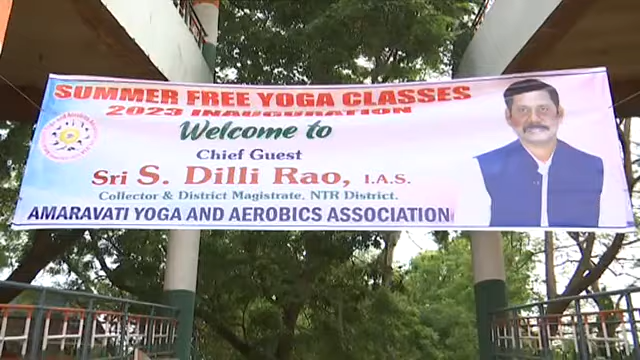 SUMMER FREE YOGA CLASSES
2023 INAUGURATION
Welcome to
Chief Guest
Sri S. Dilli Rao, I.A.S.
Collector & District Magistrate, NTR District.
AMARAVATI YOGA AND AEROBICS ASSOCIATION